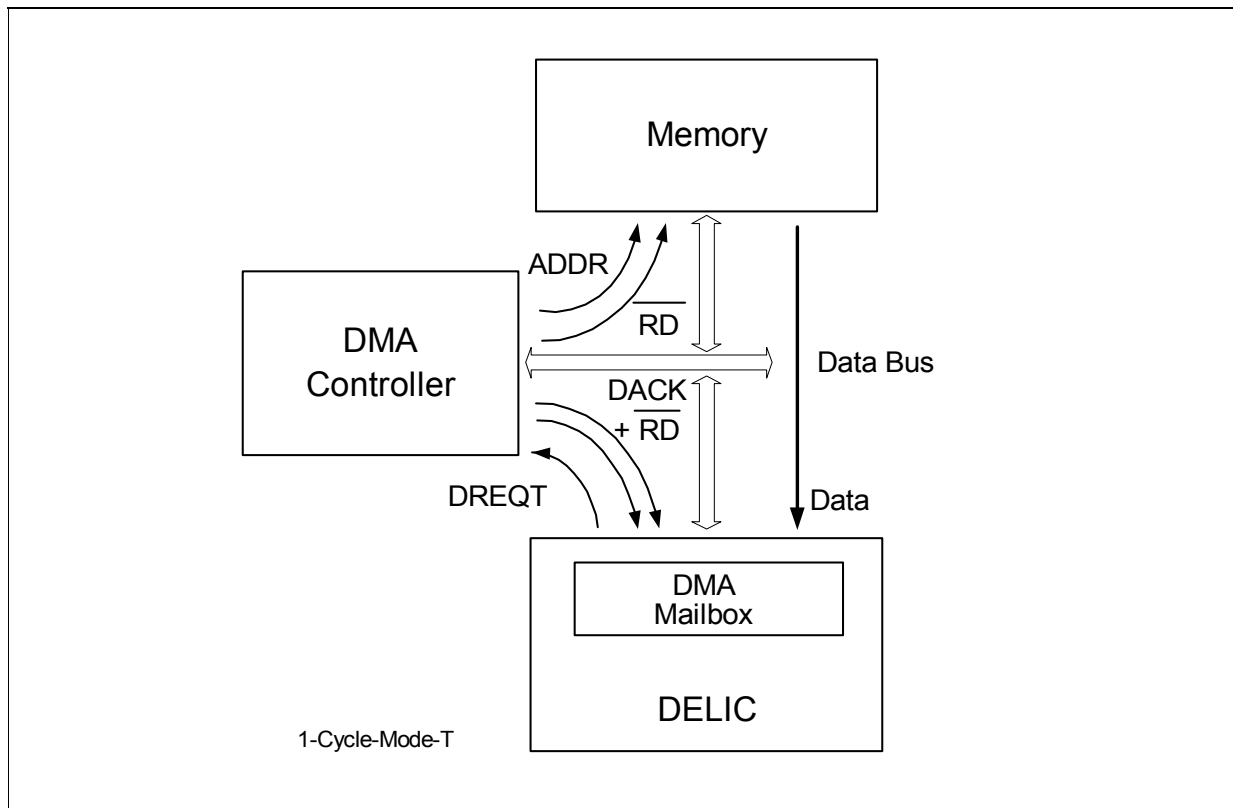 Memory
ADDR
RD
DMA
Controller
Data Bus
DACK
+ RD
DREQT
Data
DMA
Mailbox
DELIC
1-Cycle-Mode-T